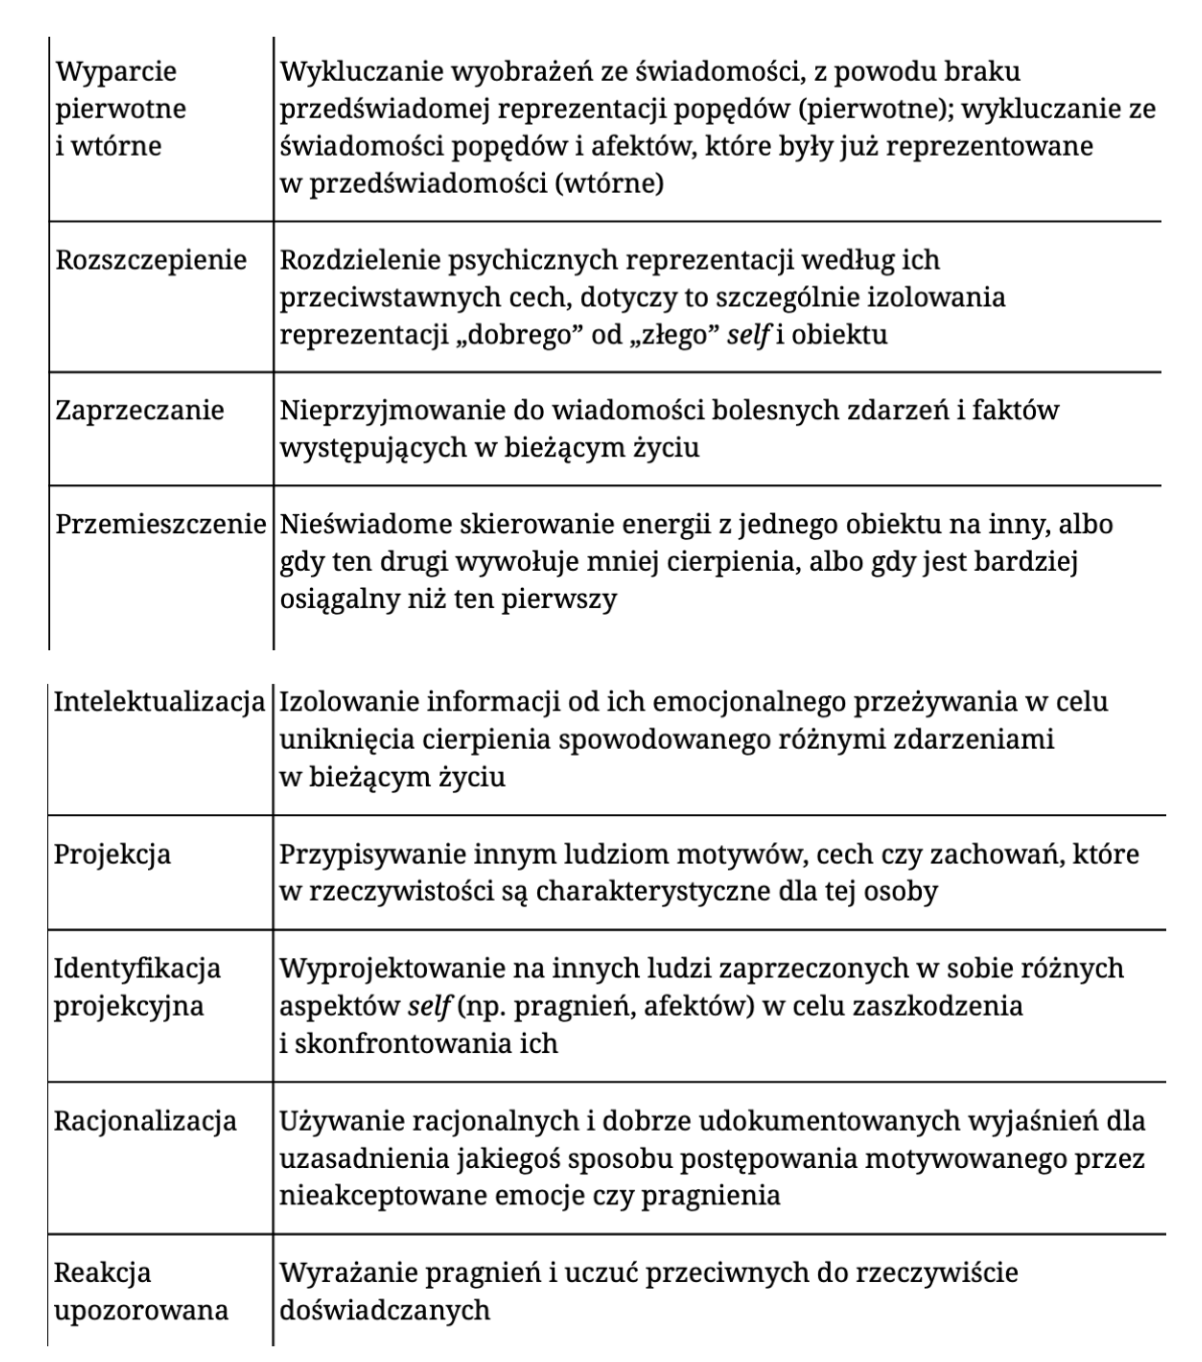 Wyparcie
pierwotne
i wtórne
Wykluczanie wyobrażeń ze świadomości, z powodu braku
przedświadomej reprezentacji popędów (pierwotne); wykluczanie ze
świadomości popędów i afektów, które były już reprezentowane
w przedświadomości (wtórne)
Rozszczepienie
Rozdzielenie psychicznych reprezentacji według ich
przeciwstawnych cech, dotyczy to szczególnie izolowania
reprezentacji „dobrego” od „złego” self i obiektu
Zaprzeczanie
Nieprzyjmowanie do wiadomości bolesnych zdarzeń i faktów
występujących w bieżącym życiu
Przemieszczenie
Nieświadome skierowanie energii z jednego obiektu na inny, albo
gdy ten drugi wywołuje mniej cierpienia, albo gdy jest bardziej
osiągalny niż ten pierwszy
Intelektualizacja
Izolowanie informacji od ich emocjonalnego przeżywania w celu
uniknięcia cierpienia spowodowanego różnymi zdarzeniami
w bieżącym życiu
Projekcja
Przypisywanie innym ludziom motywów, cech czy zachowań, które
w rzeczywistości są charakterystyczne dla tej osoby
Identyfikacja
projekcyjna
Wyprojektowanie na innych ludzi zaprzeczonych w sobie różnych
aspektów self (np. pragnień, afektów) w celu zaszkodzenia
i skonfrontowania ich
Racjonalizacja
Używanie racjonalnych i dobrze udokumentowanych wyjaśnień dla
uzasadnienia jakiegoś sposobu postępowania motywowanego przez
nieakceptowane emocje czy pragnienia
Reakcja
upozorowana
Wyrażanie pragnień i uczuć przeciwnych do rzeczywiście
doświadczanych